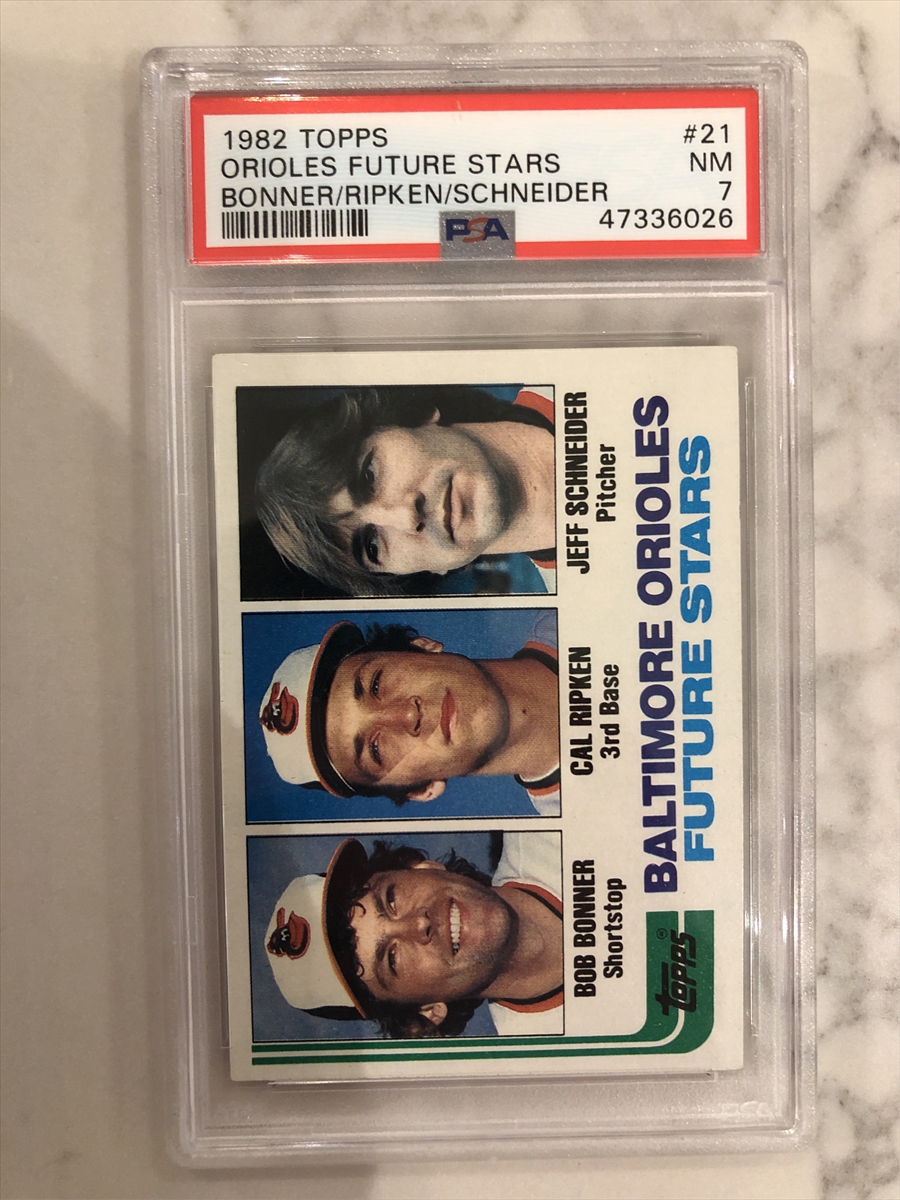 1982 TOPPS #21
ORIOLES FUTURE STARS NM
BONNER/RIPKEN/SCHNEIDER 7
PSA 47336026
BOB BONNER
Shortstop
CAL RIPKEN
3rd Base
JEFF SCHNEIDER
Pitcher
TOPPS®
BALTIMORE ORIOLES
FUTURE STARS